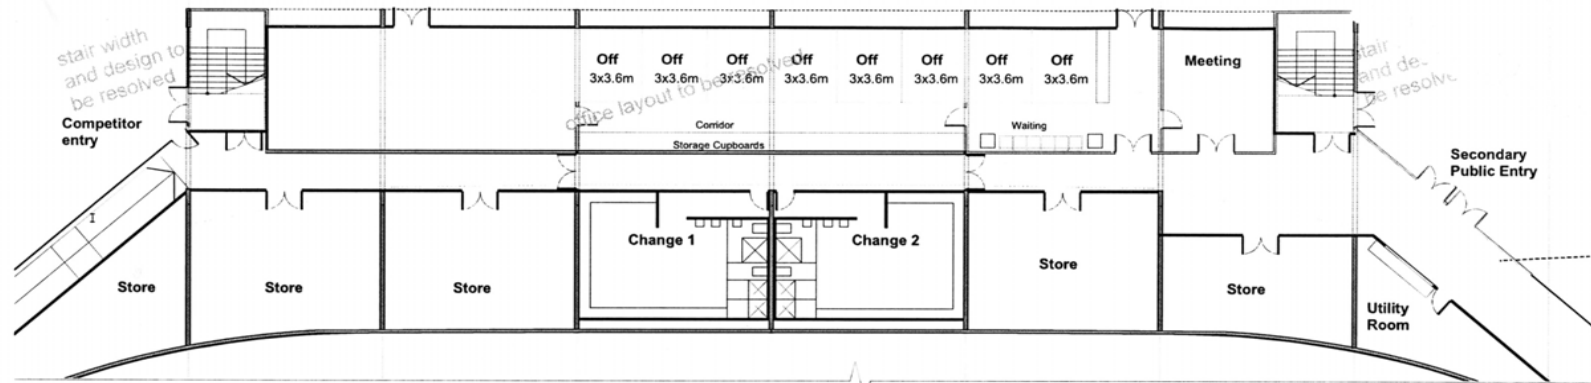 stair width
and design to
be resolved
Competitor
entry
Off
3x3.6m
Off
3x3.6m
Off
3x3.6m
Off
3x3.6m
Off
3x3.6m
Off
3x3.6m
Off
3x3.6m
Off
3x3.6m
office layout to be resolved
Corridor
Storage Cupboards
Waiting
Meeting
stair
and de
be resolve
Secondary
Public Entry
Store
Store
Store
Change 1
Change 2
Store
Store
Utility
Room